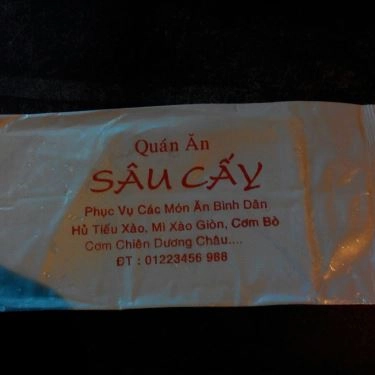 Quán Ăn
SÂU CẤY
Phục Vụ Các Món Ăn Bình Dân
Hủ Tiếu Xào, Mì Xào Giòn, Cơm Bò
Cơm Chiên Dương Châu....
ĐT : 01223456 988